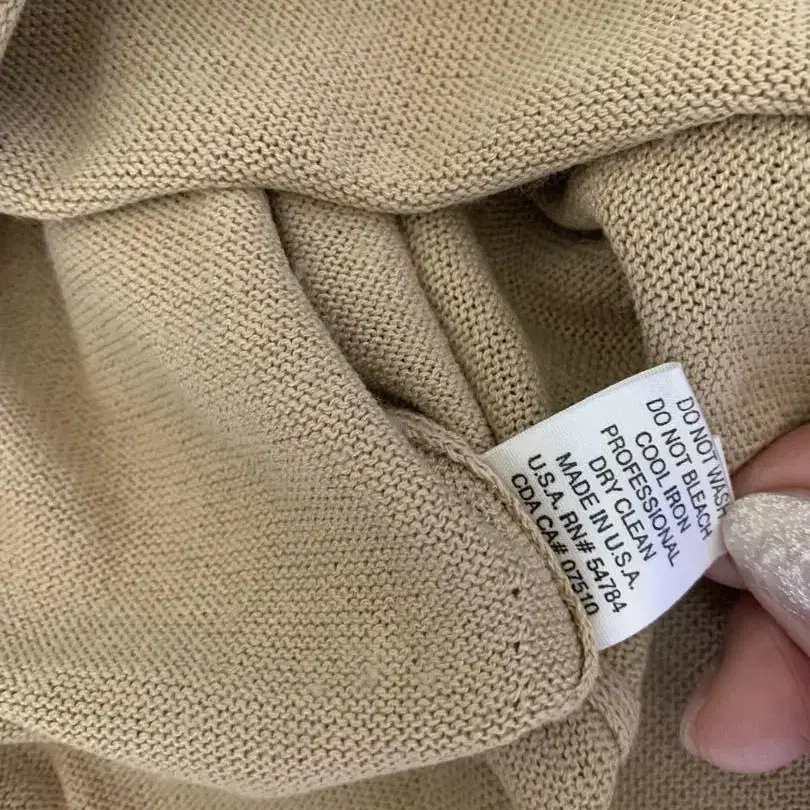 DO NOT WASH
DO NOT BLEACH
COOL IRON
PROFESSIONAL
DRY CLEAN
MADE IN U.S.A.
U.S.A. RN# 54784
CDA CA# 07510